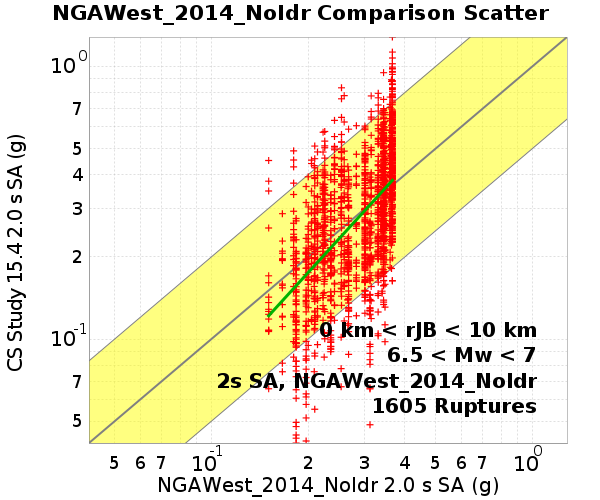 NGAWest_2014_NoIdr Comparison Scatter
CS Study 15.4 2.0 s SA (g)
10⁰
7
5
4
3
2
10⁻¹
7
5
0 km < rJB < 10 km
6.5 < Mw < 7
2s SA, NGAWest_2014_NoIdr
1605 Ruptures
5 6 7 10⁻¹ 2 3 4 5 6 7 10⁰
NGAWest_2014_NoIdr 2.0 s SA (g)